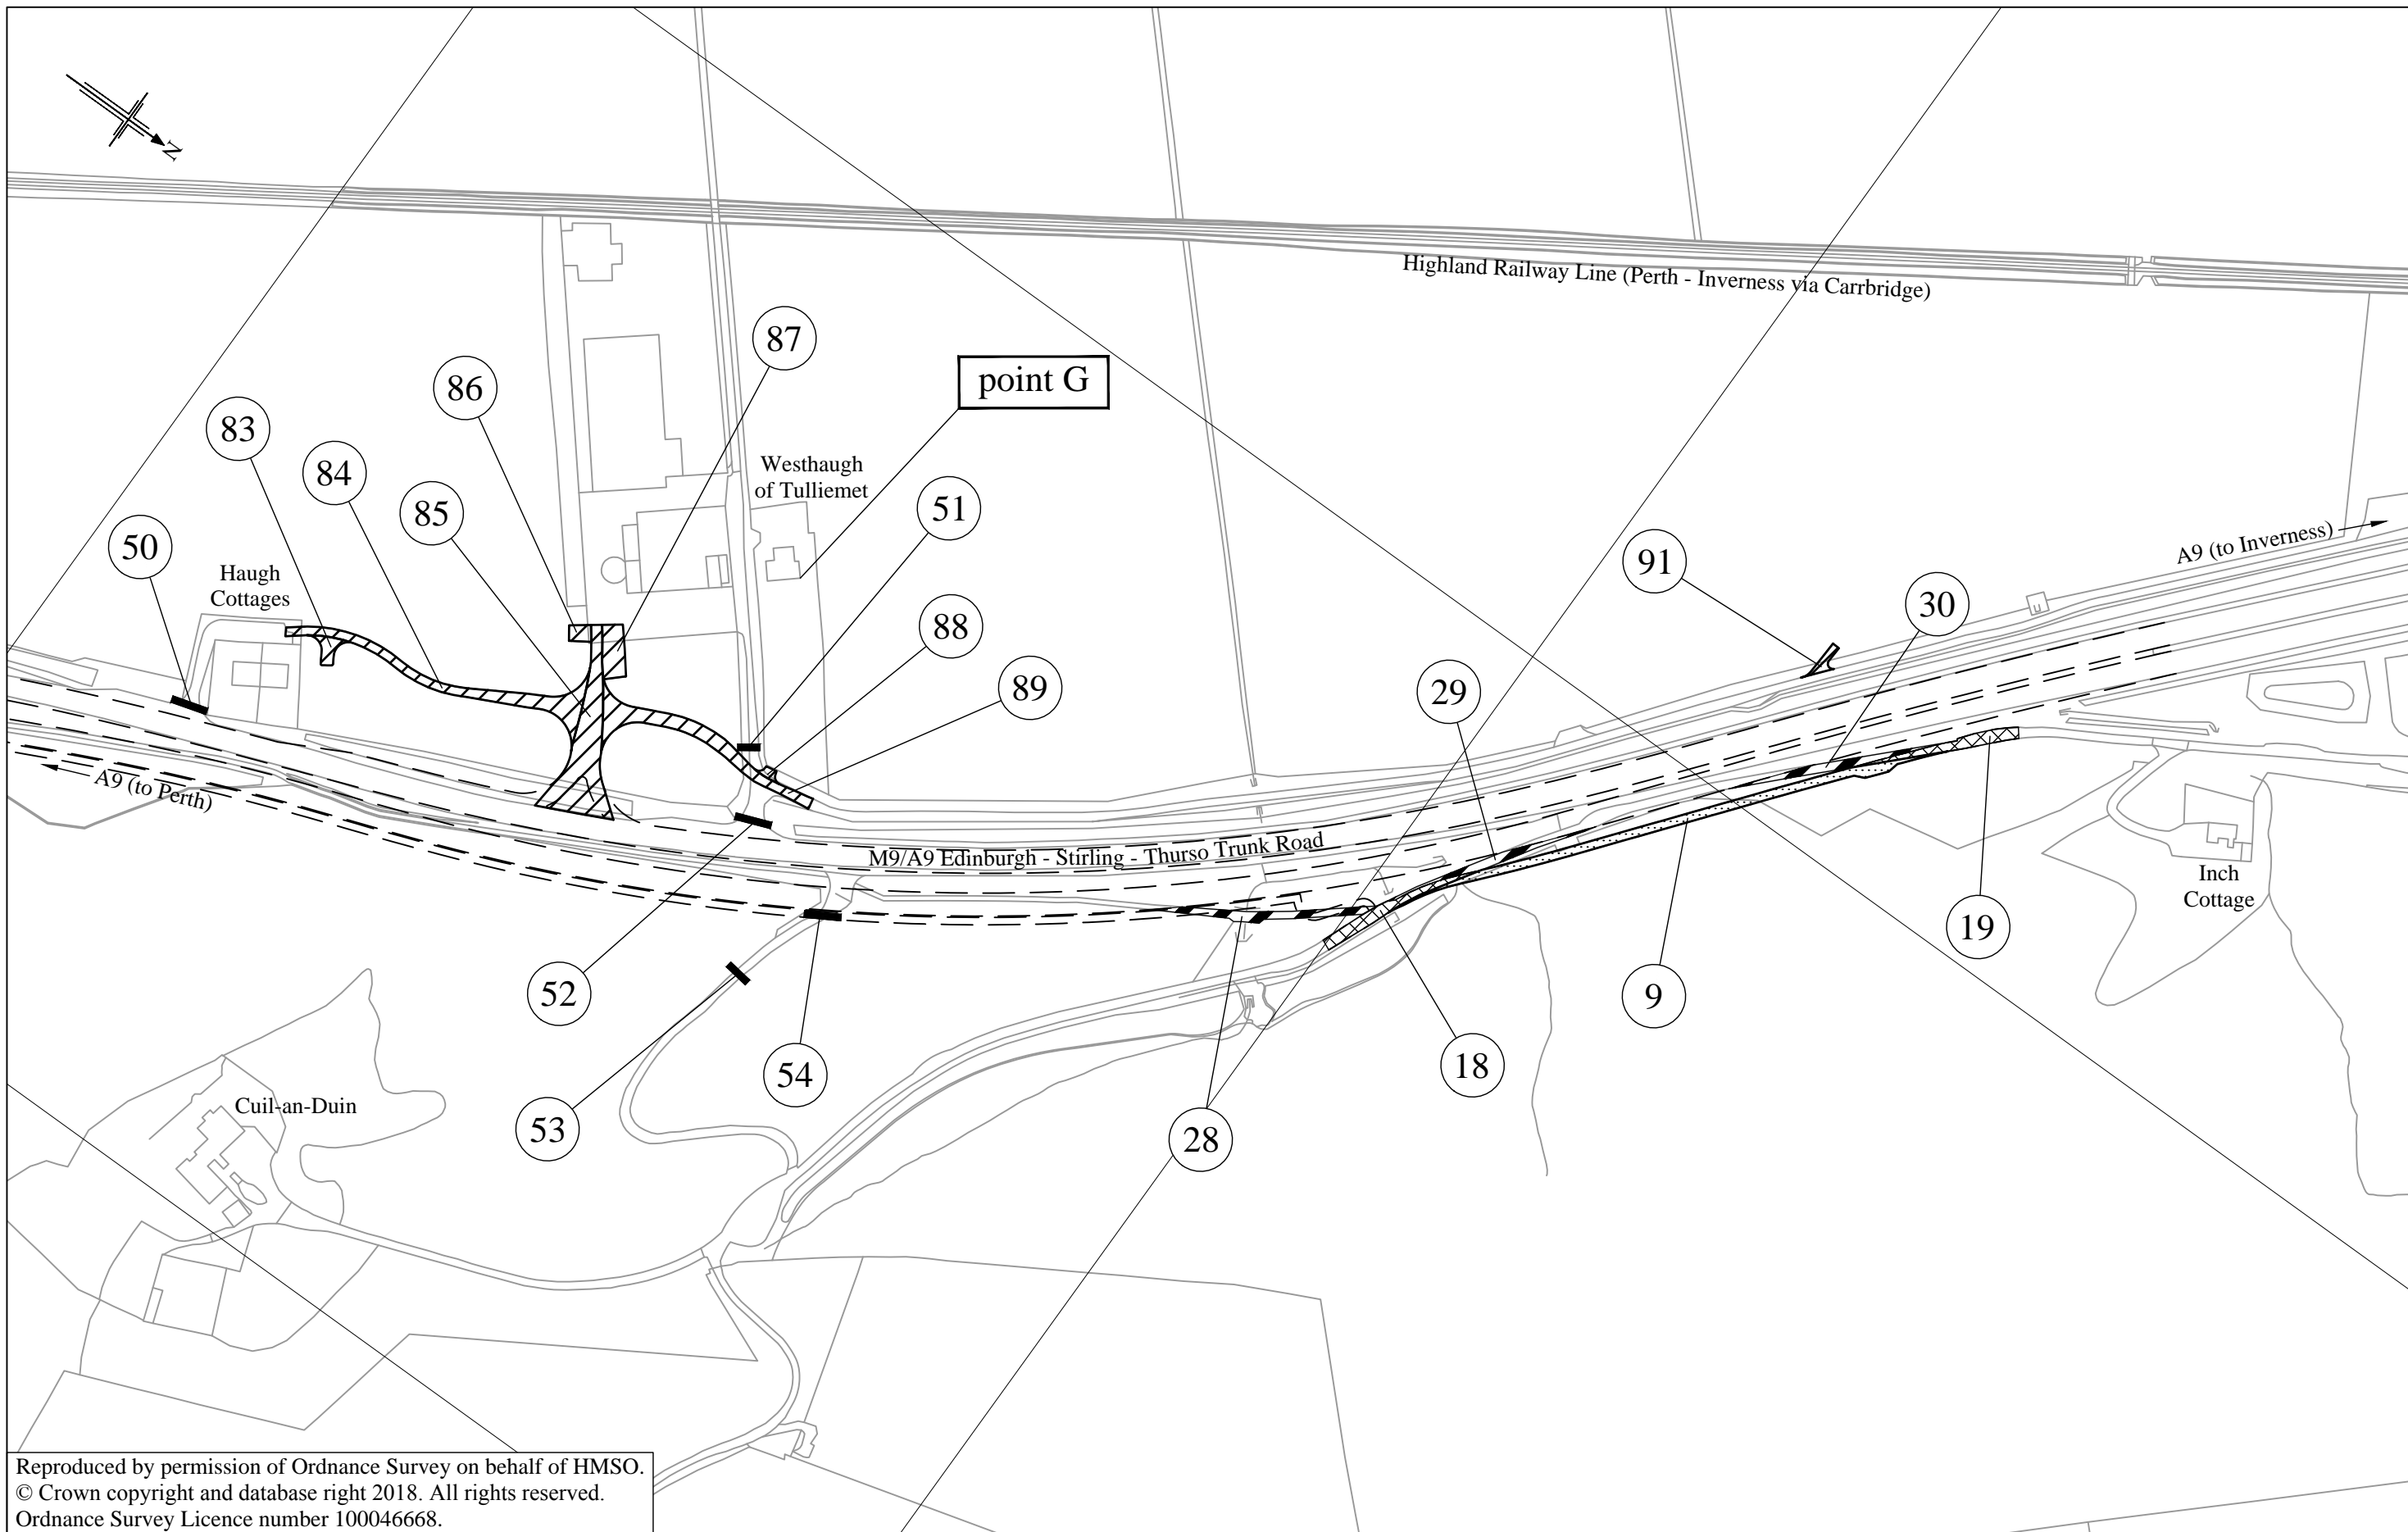 N
Highland Railway Line (Perth - Inverness via Carrbridge)
87
point G
86
83
84
Westhaugh
of Tulliemet
85
51
50
Haugh
Cottages
A9 (to Inverness)
91
30
88
89
29
A9 (to Perth)
M9/A9 Edinburgh - Stirling - Thurso Trunk Road
Inch
Cottage
19
52
9
54
18
Cuil-an-Duin
53
28
Reproduced by permission of Ordnance Survey on behalf of HMSO.
© Crown copyright and database right 2018. All rights reserved.
Ordnance Survey Licence number 100046668.